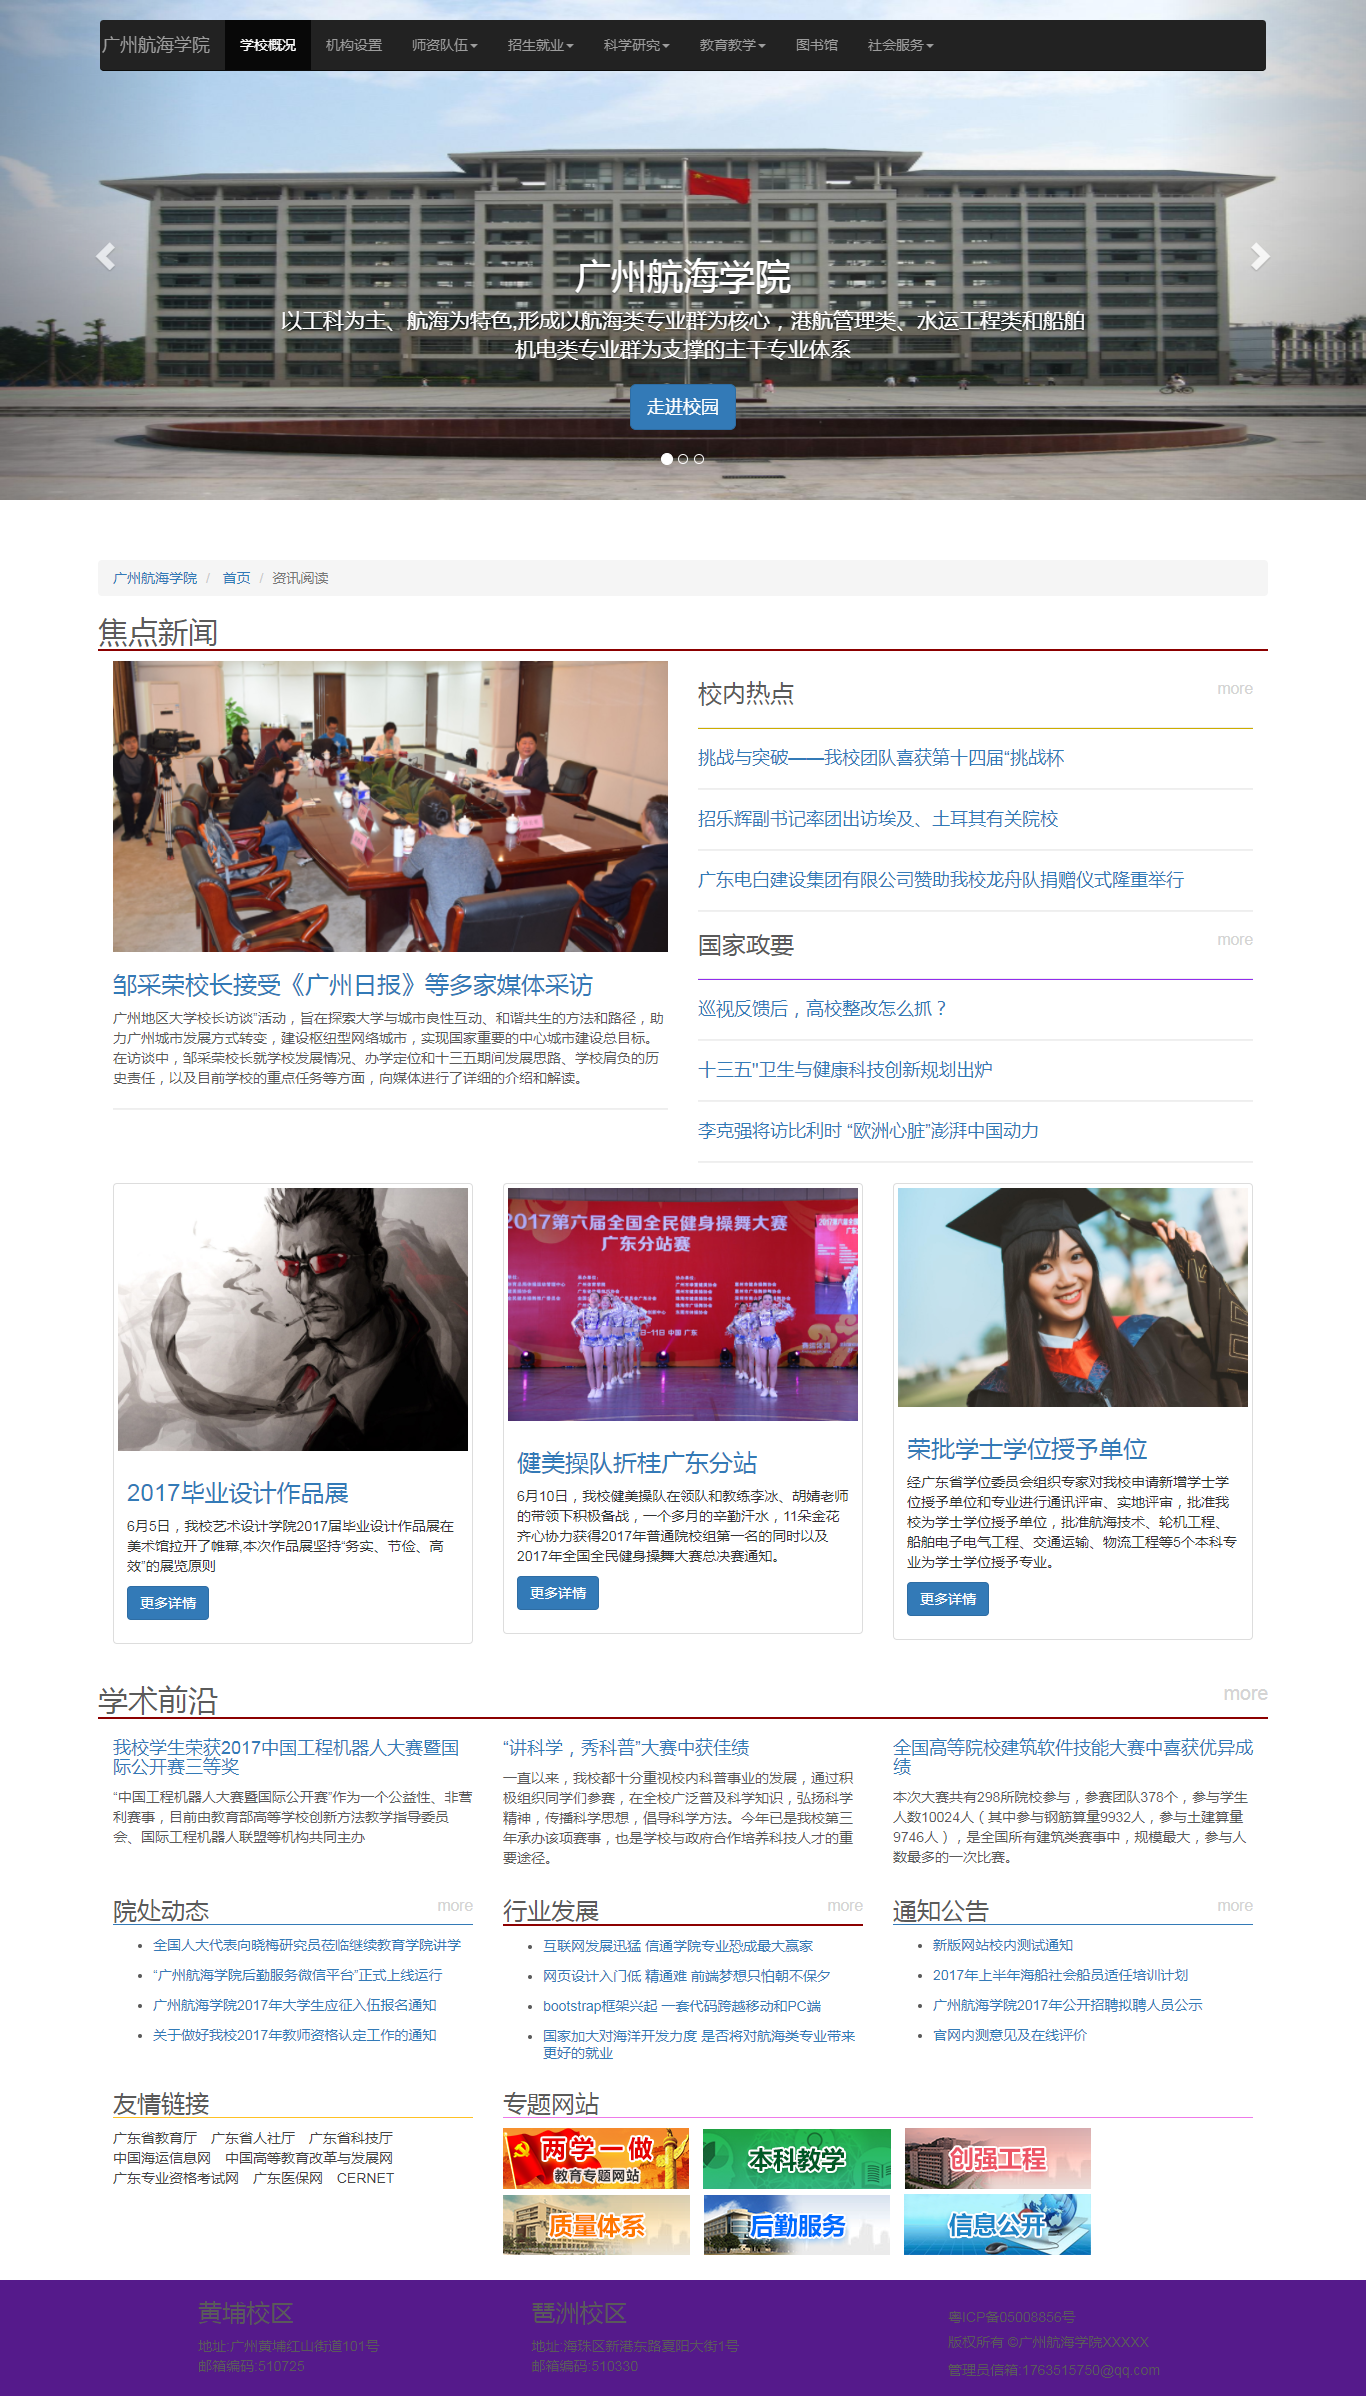 广州航海学院 学校概况 机构设置 师资队伍 招生就业 科学研究 教育教学 图书馆 社会服务
广州航海学院
以工科为主、航海为特色,形成以航海类专业群为核心，港航管理类、水运工程类和船舶
机电类专业群为支撑的主干专业体系
走进校园
广州航海学院 / 首页 / 资讯阅读
焦点新闻
校内热点 more
挑战与突破——我校团队喜获第十四届“挑战杯
招乐辉副书记率团出访埃及、土耳其有关院校
广东电白建设集团有限公司赞助我校龙舟队捐赠仪式隆重举行
国家政要 more
巡视反馈后，高校整改怎么抓？
十三五"卫生与健康科技创新规划出炉
李克强将访比利时 “欧洲心脏”澎湃中国动力
邹采荣校长接受《广州日报》等多家媒体采访
广州地区大学校长访谈”活动，旨在探索大学与城市良性互动、和谐共生的方法和路径，助
力广州城市发展方式转变，建设枢纽型网络城市，实现国家重要的中心城市建设总目标。
在访谈中，邹采荣校长就学校发展情况、办学定位和十三五期间发展思路、学校肩负的历
史责任，以及目前学校的重点任务等方面，向媒体进行了详细的介绍和解读。
2017毕业设计作品展
6月5日，我校艺术设计学院2017届毕业设计作品展在
美术馆拉开了帷幕,本次作品展坚持“务实、节俭、高
效”的展览原则
更多详情
2017第六届全国全民健身操舞大赛
广东分站赛
健美操队折桂广东分站
6月10日，我校健美操队在领队和教练李冰、胡婧老师
的带领下积极备战，一个多月的辛勤汗水，11朵金花
齐心协力获得2017年普通院校组第一名的同时以及
2017年全国全民健身操舞大赛总决赛通知。
更多详情
荣批学士学位授予单位
经广东省学位委员会组织专家对我校申请新增学士学
位授予单位和专业进行通讯评审、实地评审，批准我
校为学士学位授予单位，批准航海技术、轮机工程、
船舶电子电气工程、交通运输、物流工程等5个本科专
业为学士学位授予专业。
更多详情
学术前沿 more
我校学生荣获2017中国工程机器人大赛暨国
际公开赛三等奖
“中国工程机器人大赛暨国际公开赛”作为一个公益性、非营
利赛事，目前由教育部高等学校创新方法教学指导委员
会、国际工程机器人联盟等机构共同主办
“讲科学，秀科普”大赛中获佳绩
一直以来，我校都十分重视校内科普事业的发展，通过积
极组织同学们参赛，在全校广泛普及科学知识，弘扬科学
精神，传播科学思想，倡导科学方法。今年已是我校第三
年承办该项赛事，也是学校与政府合作培养科技人才的重
要途径。
全国高等院校建筑软件技能大赛中喜获优异成
绩
本次大赛共有298所院校参与，参赛团队378个，参与学生
人数10024人（其中参与钢筋算量9932人，参与土建算量
9746人），是全国所有建筑类赛事中，规模最大，参与人
数最多的一次比赛。
院处动态 more
全国人大代表向晓梅研究员莅临继续教育学院讲学
“广州航海学院后勤服务微信平台”正式上线运行
广州航海学院2017年大学生应征入伍报名通知
关于做好我校2017年教师资格认定工作的通知
行业发展 more
互联网发展迅猛 信通学院专业恐成最大赢家
网页设计入门低 精通难 前端梦想只怕朝不保夕
bootstrap框架兴起 一套代码跨越移动和PC端
国家加大对海洋开发力度 是否将对航海类专业带来
更好的就业
通知公告 more
新版网站校内测试通知
2017年上半年海船社会船员适任培训计划
广州航海学院2017年公开招聘拟聘人员公示
官网内测意见及在线评价
友情链接
广东省教育厅 广东省人社厅 广东省科技厅
中国海运信息网 中国高等教育改革与发展网
广东专业资格考试网 广东医保网 CERNET
专题网站
两学一做
教育专题网站
本科教学
创强工程
质量体系
后勤服务
信息公开
黄埔校区
地址:广州黄埔红山街道101号
邮箱编码:510725
琶洲校区
地址:海珠区新港东路夏阳大街1号
邮箱编码:510330
粤ICP备05008856号
版权所有 ©广州航海学院XXXXX
管理员信箱:1763515750@qq.com